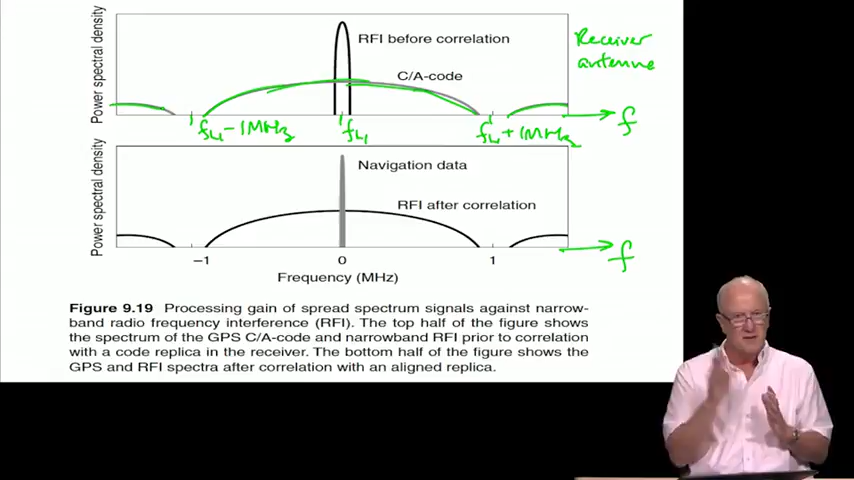 Power spectral density
RFI before correlation
C/A-code
Receiver
antenne
fL1-1MHz
fL1
fL1+1MHz
f
Power spectral density
Navigation data
RFI after correlation
f
−1
0
1
Frequency (MHz)
Figure 9.19 Processing gain of spread spectrum signals against narrow-
band radio frequency interference (RFI). The top half of the figure shows
the spectrum of the GPS C/A-code and narrowband RFI prior to correlation
with a code replica in the receiver. The bottom half of the figure shows the
GPS and RFI spectra after correlation with an aligned replica.